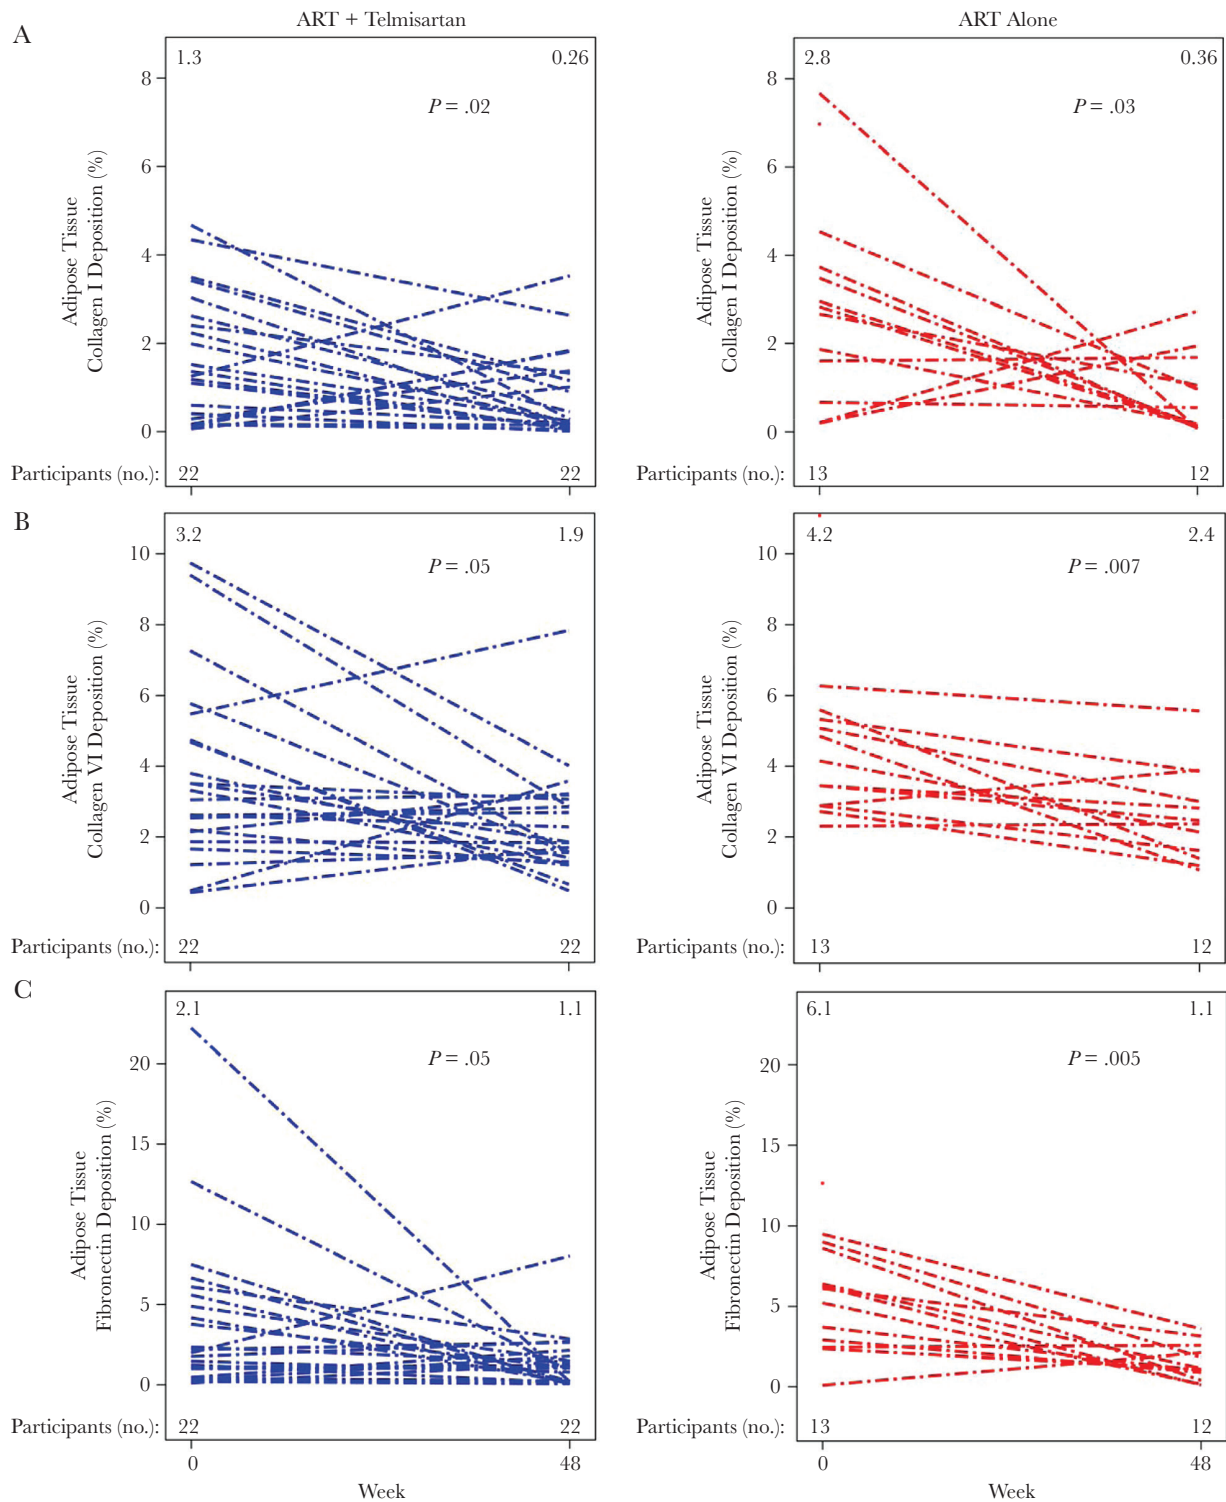 ART + Telmisartan
ART Alone
A
1.3
0.26
P = .02
8
6
4
2
0
Adipose Tissue
Collagen I Deposition (%)
Participants (no.):
22
22
2.8
0.36
P = .03
8
6
4
2
0
Adipose Tissue
Collagen I Deposition (%)
Participants (no.):
13
12
B
3.2
1.9
P = .05
10
8
6
4
2
0
Adipose Tissue
Collagen VI Deposition (%)
Participants (no.):
22
22
4.2
2.4
P = .007
10
8
6
4
2
0
Adipose Tissue
Collagen VI Deposition (%)
Participants (no.):
13
12
C
2.1
1.1
P = .05
20
15
10
5
0
Adipose Tissue
Fibronectin Deposition (%)
Participants (no.):
22
22
0
48
Week
6.1
1.1
P = .005
20
15
10
5
0
Adipose Tissue
Fibronectin Deposition (%)
Participants (no.):
13
12
0
48
Week